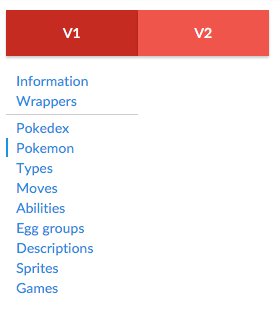 V1 V2
Information
Wrappers
Pokedex
Pokemon
Types
Moves
Abilities
Egg groups
Descriptions
Sprites
Games